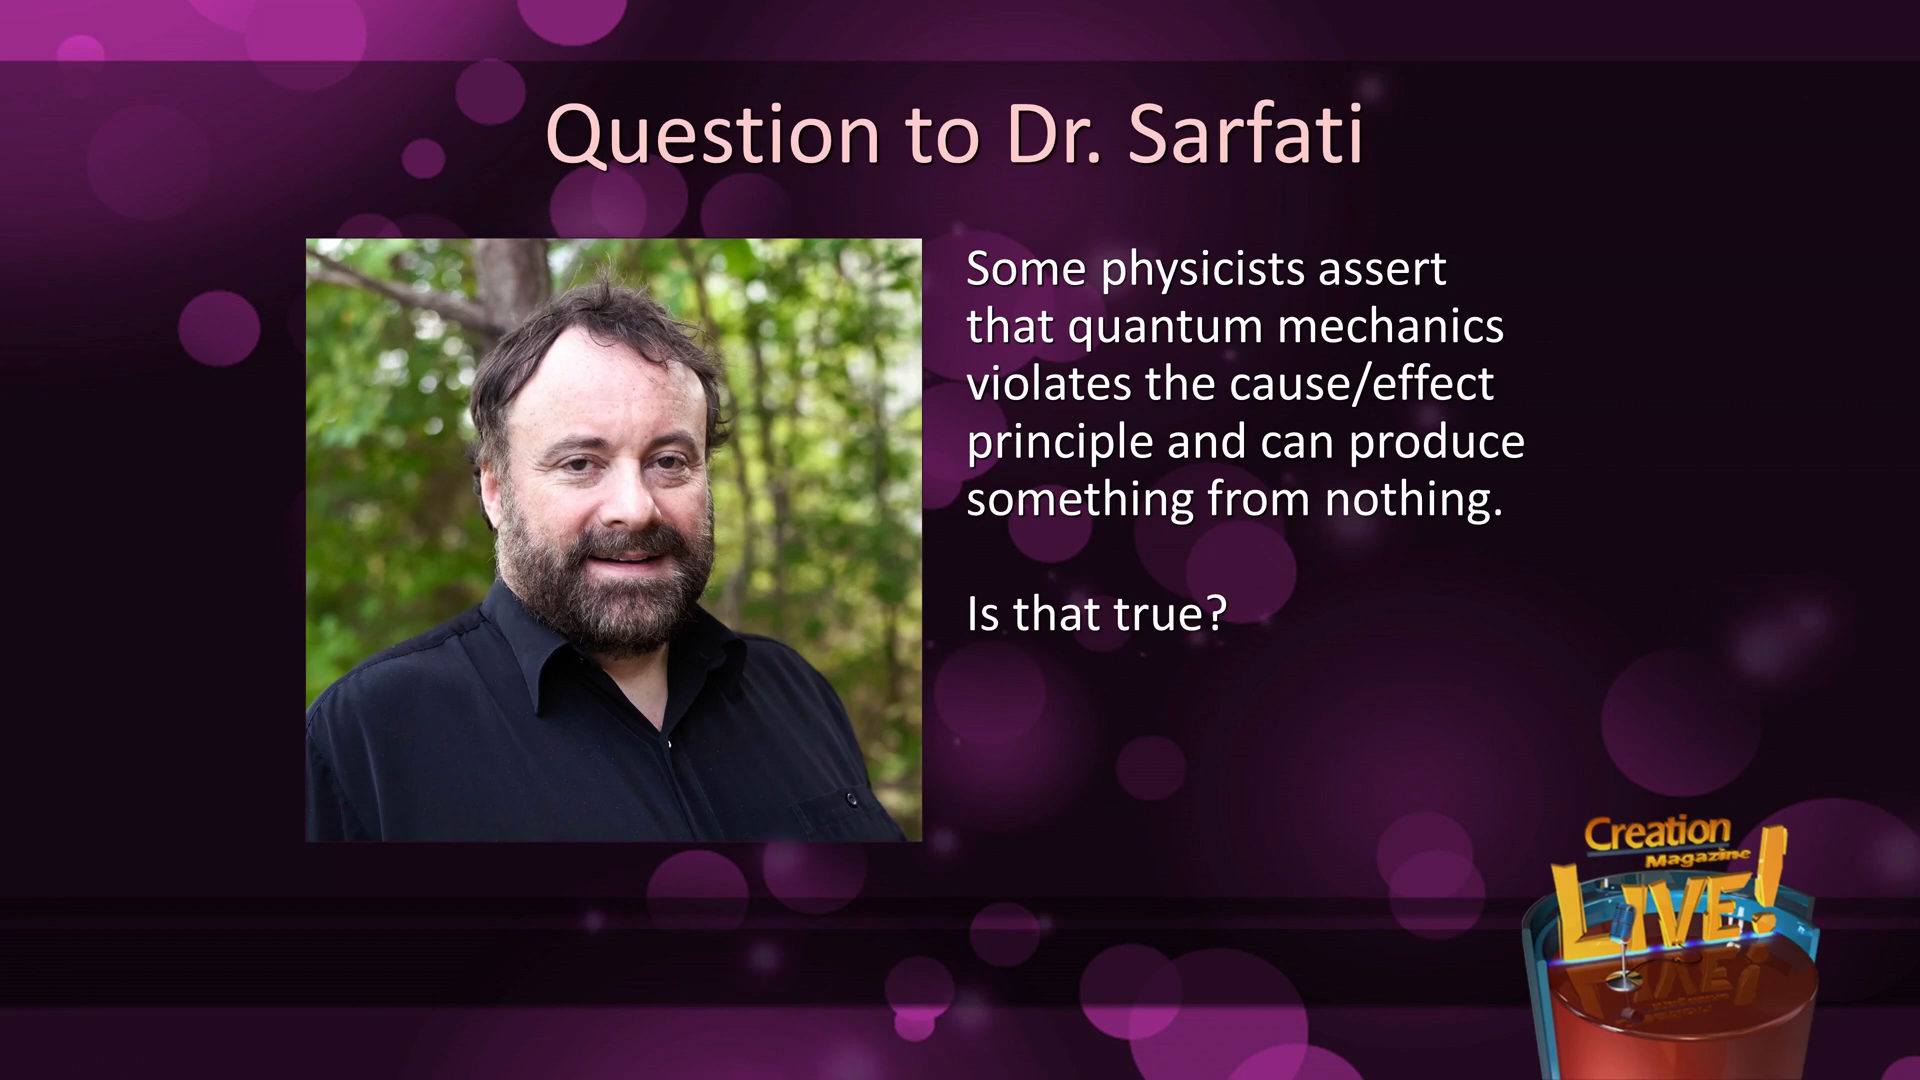 Question to Dr. Sarfati
Some physicists assert
that quantum mechanics
violates the cause/effect
principle and can produce
something from nothing.
Is that true?
Creation
Magazine
LIVE!